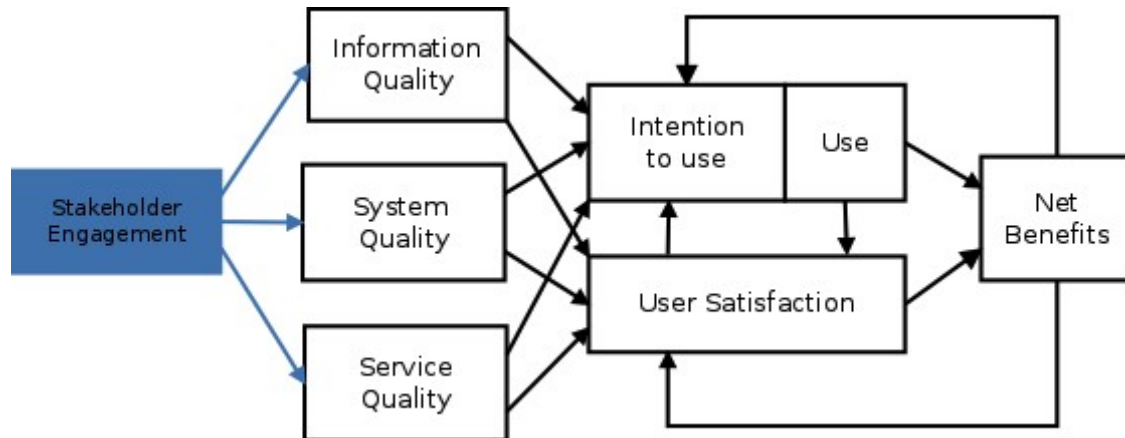 Stakeholder
Engagement
Information
Quality
System
Quality
Service
Quality
Intention
to use
Use
User Satisfaction
Net
Benefits